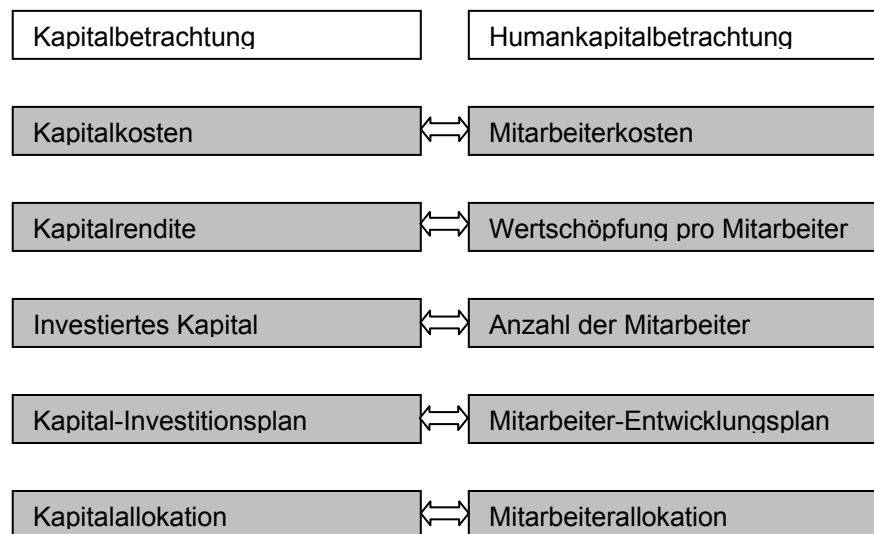 Kapitalbetrachtung
Humankapitalbetrachtung
Kapitalkosten
Mitarbeiterkosten
Kapitalrendite
Wertschöpfung pro Mitarbeiter
Investiertes Kapital
Anzahl der Mitarbeiter
Kapital-Investitionsplan
Mitarbeiter-Entwicklungsplan
Kapitalallokation
Mitarbeiterallokation